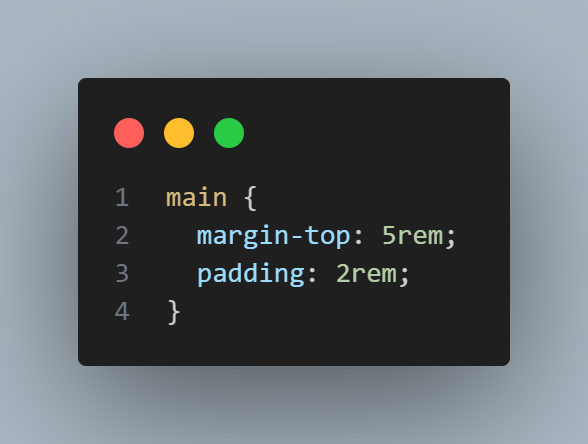 1 main {
2   margin-top: 5rem;
3   padding: 2rem;
4 }